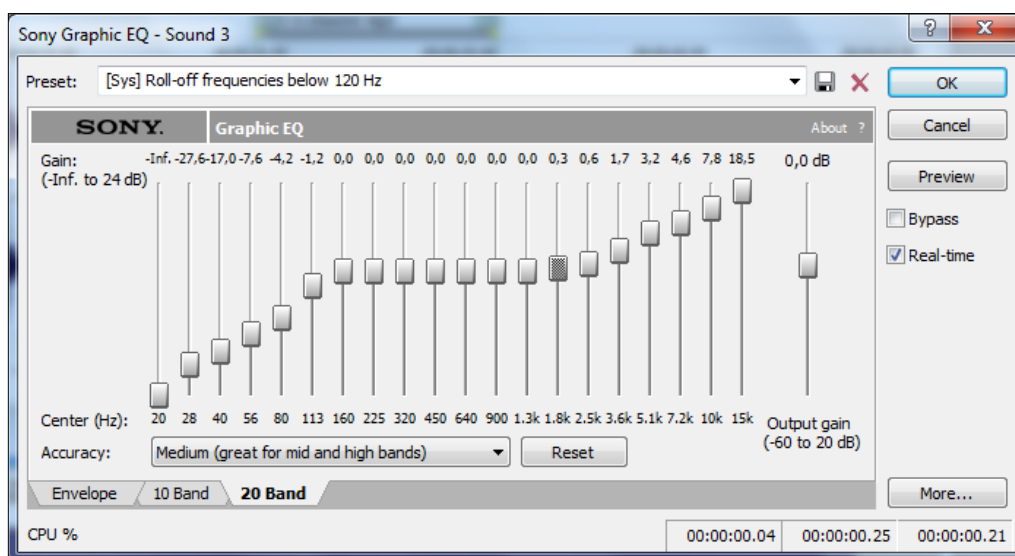 Sony Graphic EQ - Sound 3
Preset: [Sys] Roll-off frequencies below 120 Hz
OK
SONY. Graphic EQ About ?
Cancel
Gain: -Inf. -27,6 -17,0 -7,6 -4,2 -1,2 0,0 0,0 0,0 0,0 0,0 0,0 0,0 0,3 0,6 1,7 3,2 4,6 7,8 18,5 0,0 dB
(-Inf. to 24 dB)
Preview
Bypass
Real-time
Center (Hz): 20 28 40 56 80 113 160 225 320 450 640 900 1.3k 1.8k 2.5k 3.6k 5.1k 7.2k 10k 15k Output gain
(-60 to 20 dB)
Accuracy: Medium (great for mid and high bands) Reset
Envelope 10 Band 20 Band
More...
CPU % 00:00:00.04 00:00:00.25 00:00:00.21